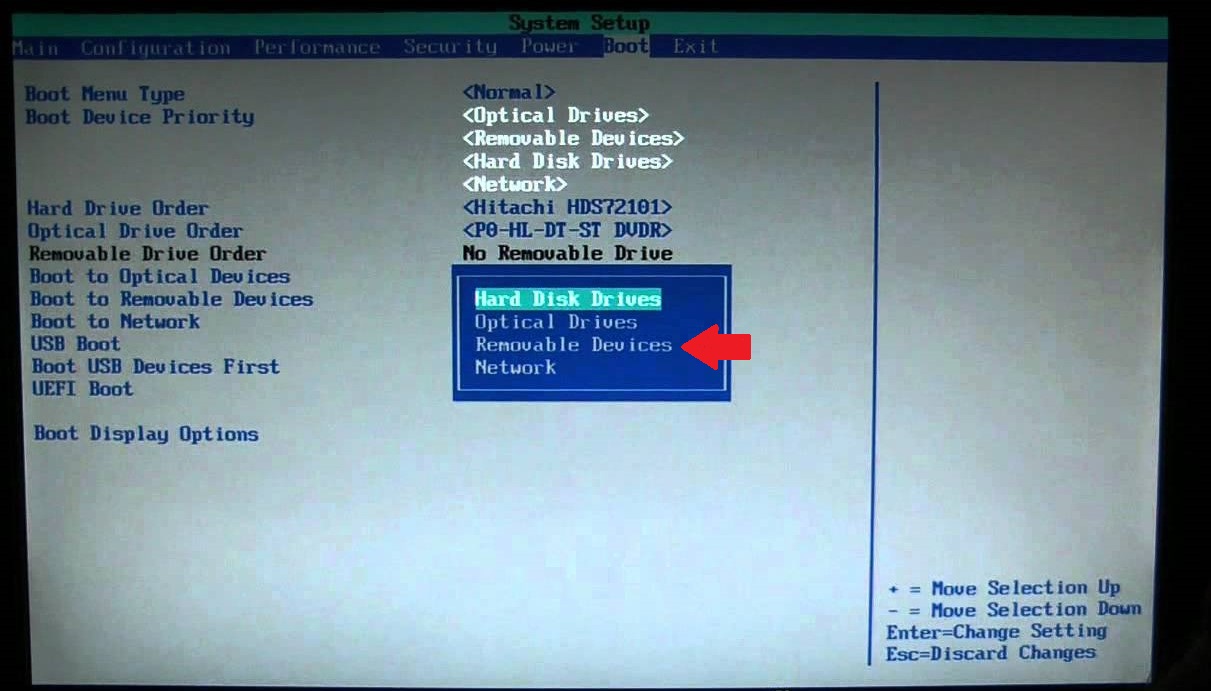 System Setup
Main Configuration Performance Security Power Boot Exit
Boot Menu Type <Normal>
Boot Device Priority <Optical Drives>
<Removable Devices>
<Hard Disk Drives>
<Network>
Hard Drive Order <Hitachi HDS72101>
Optical Drive Order <P0-HL-DT-ST DVDR>
Removable Drive Order No Removable Drive
Boot to Optical Devices
Boot to Removable Devices Hard Disk Drives
Boot to Network Optical Drives
USB Boot Removable Devices
Boot USB Devices First Network
UEFI Boot
Boot Display Options
+ = Move Selection Up
- = Move Selection Down
Enter=Change Setting
Esc=Discard Changes